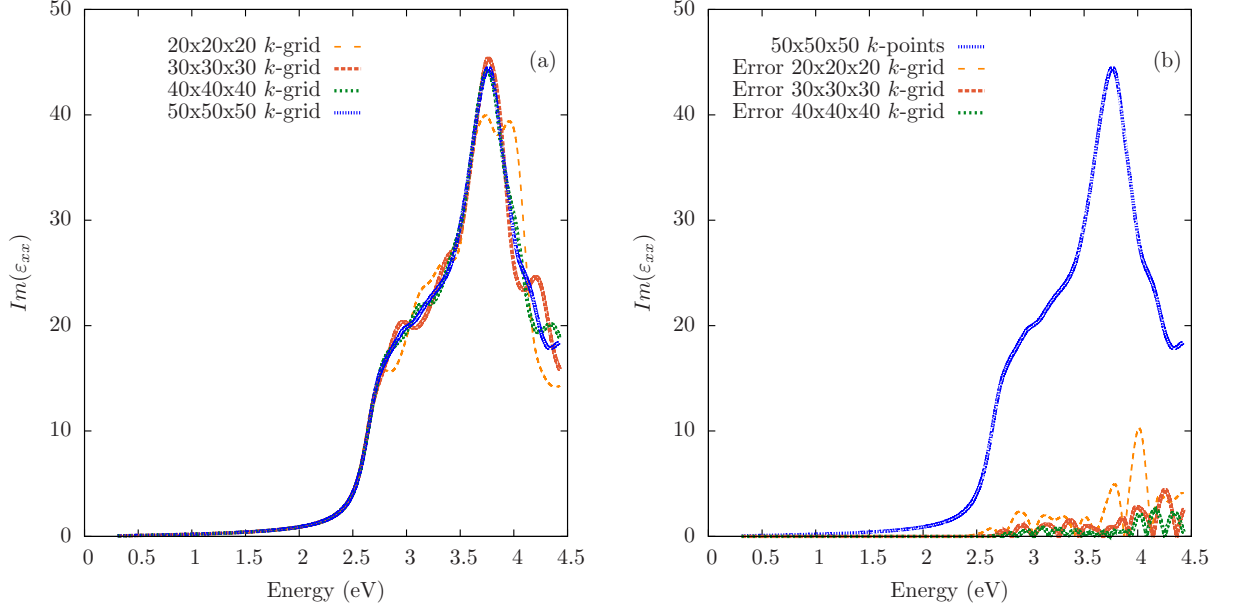 50
40
30
20
10
0
0 0.5 1 1.5 2 2.5 3 3.5 4 4.5
Im(εxx)
Energy (eV)
20x20x20 k-grid
30x30x30 k-grid
40x40x40 k-grid
50x50x50 k-grid
(a)
50
40
30
20
10
0
0 0.5 1 1.5 2 2.5 3 3.5 4 4.5
Im(εxx)
Energy (eV)
50x50x50 k-points
Error 20x20x20 k-grid
Error 30x30x30 k-grid
Error 40x40x40 k-grid
(b)